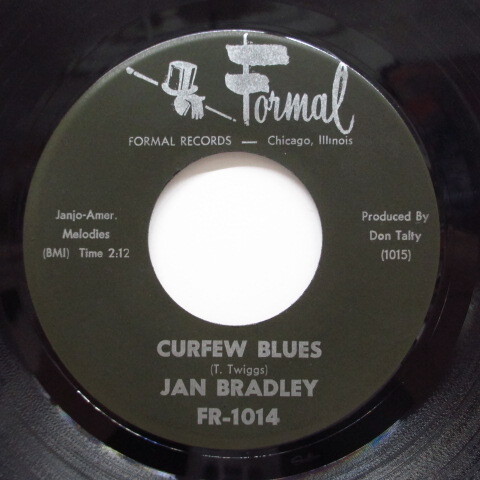 Formal
FORMAL RECORDS — Chicago, Illinois
Janjo-Amer.
Melodies
(BMI) Time 2:12
Produced By
Don Talty
(1015)
CURFEW BLUES
(T. Twiggs)
JAN BRADLEY
FR-1014